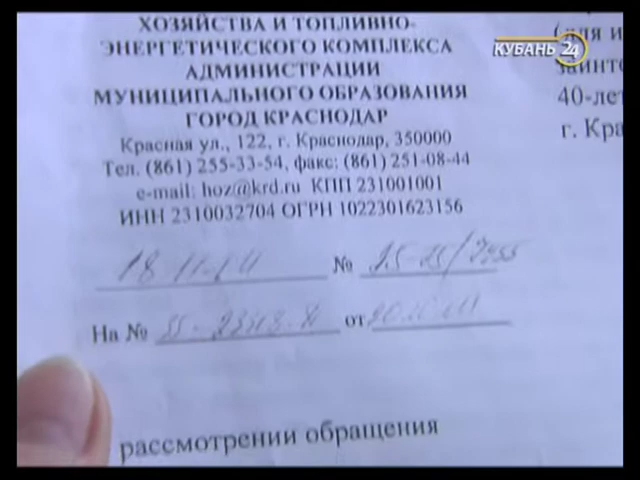 ХОЗЯЙСТВА И ТОПЛИВНО-
ЭНЕРГЕТИЧЕСКОГО КОМПЛЕКСА
АДМИНИСТРАЦИИ
МУНИЦИПАЛЬНОГО ОБРАЗОВАНИЯ
ГОРОД КРАСНОДАР
Красная ул., 122, г. Краснодар, 350000
Тел. (861) 255-33-54, факс: (861) 251-08-44
e-mail: hoz@krd.ru КПП 231001001
ИНН 2310032704 ОГРН 1022301623156
№
На № от
рассмотрении обращения
КУБАНЬ 24
40-лет
г. Кра